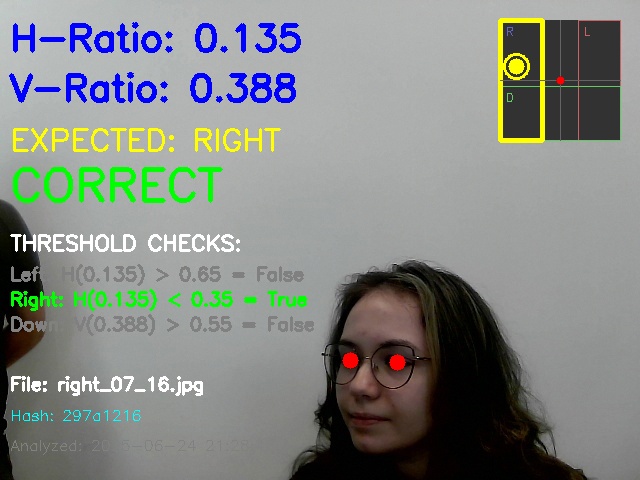 H-Ratio: 0.135
V-Ratio: 0.388
EXPECTED: RIGHT
CORRECT
THRESHOLD CHECKS:
Left: H(0.135) > 0.65 = False
Right: H(0.135) < 0.35 = True
Down: V(0.388) > 0.55 = False
File: right_07_16.jpg
Hash: 297a1216
Analyzed:
R
L
D